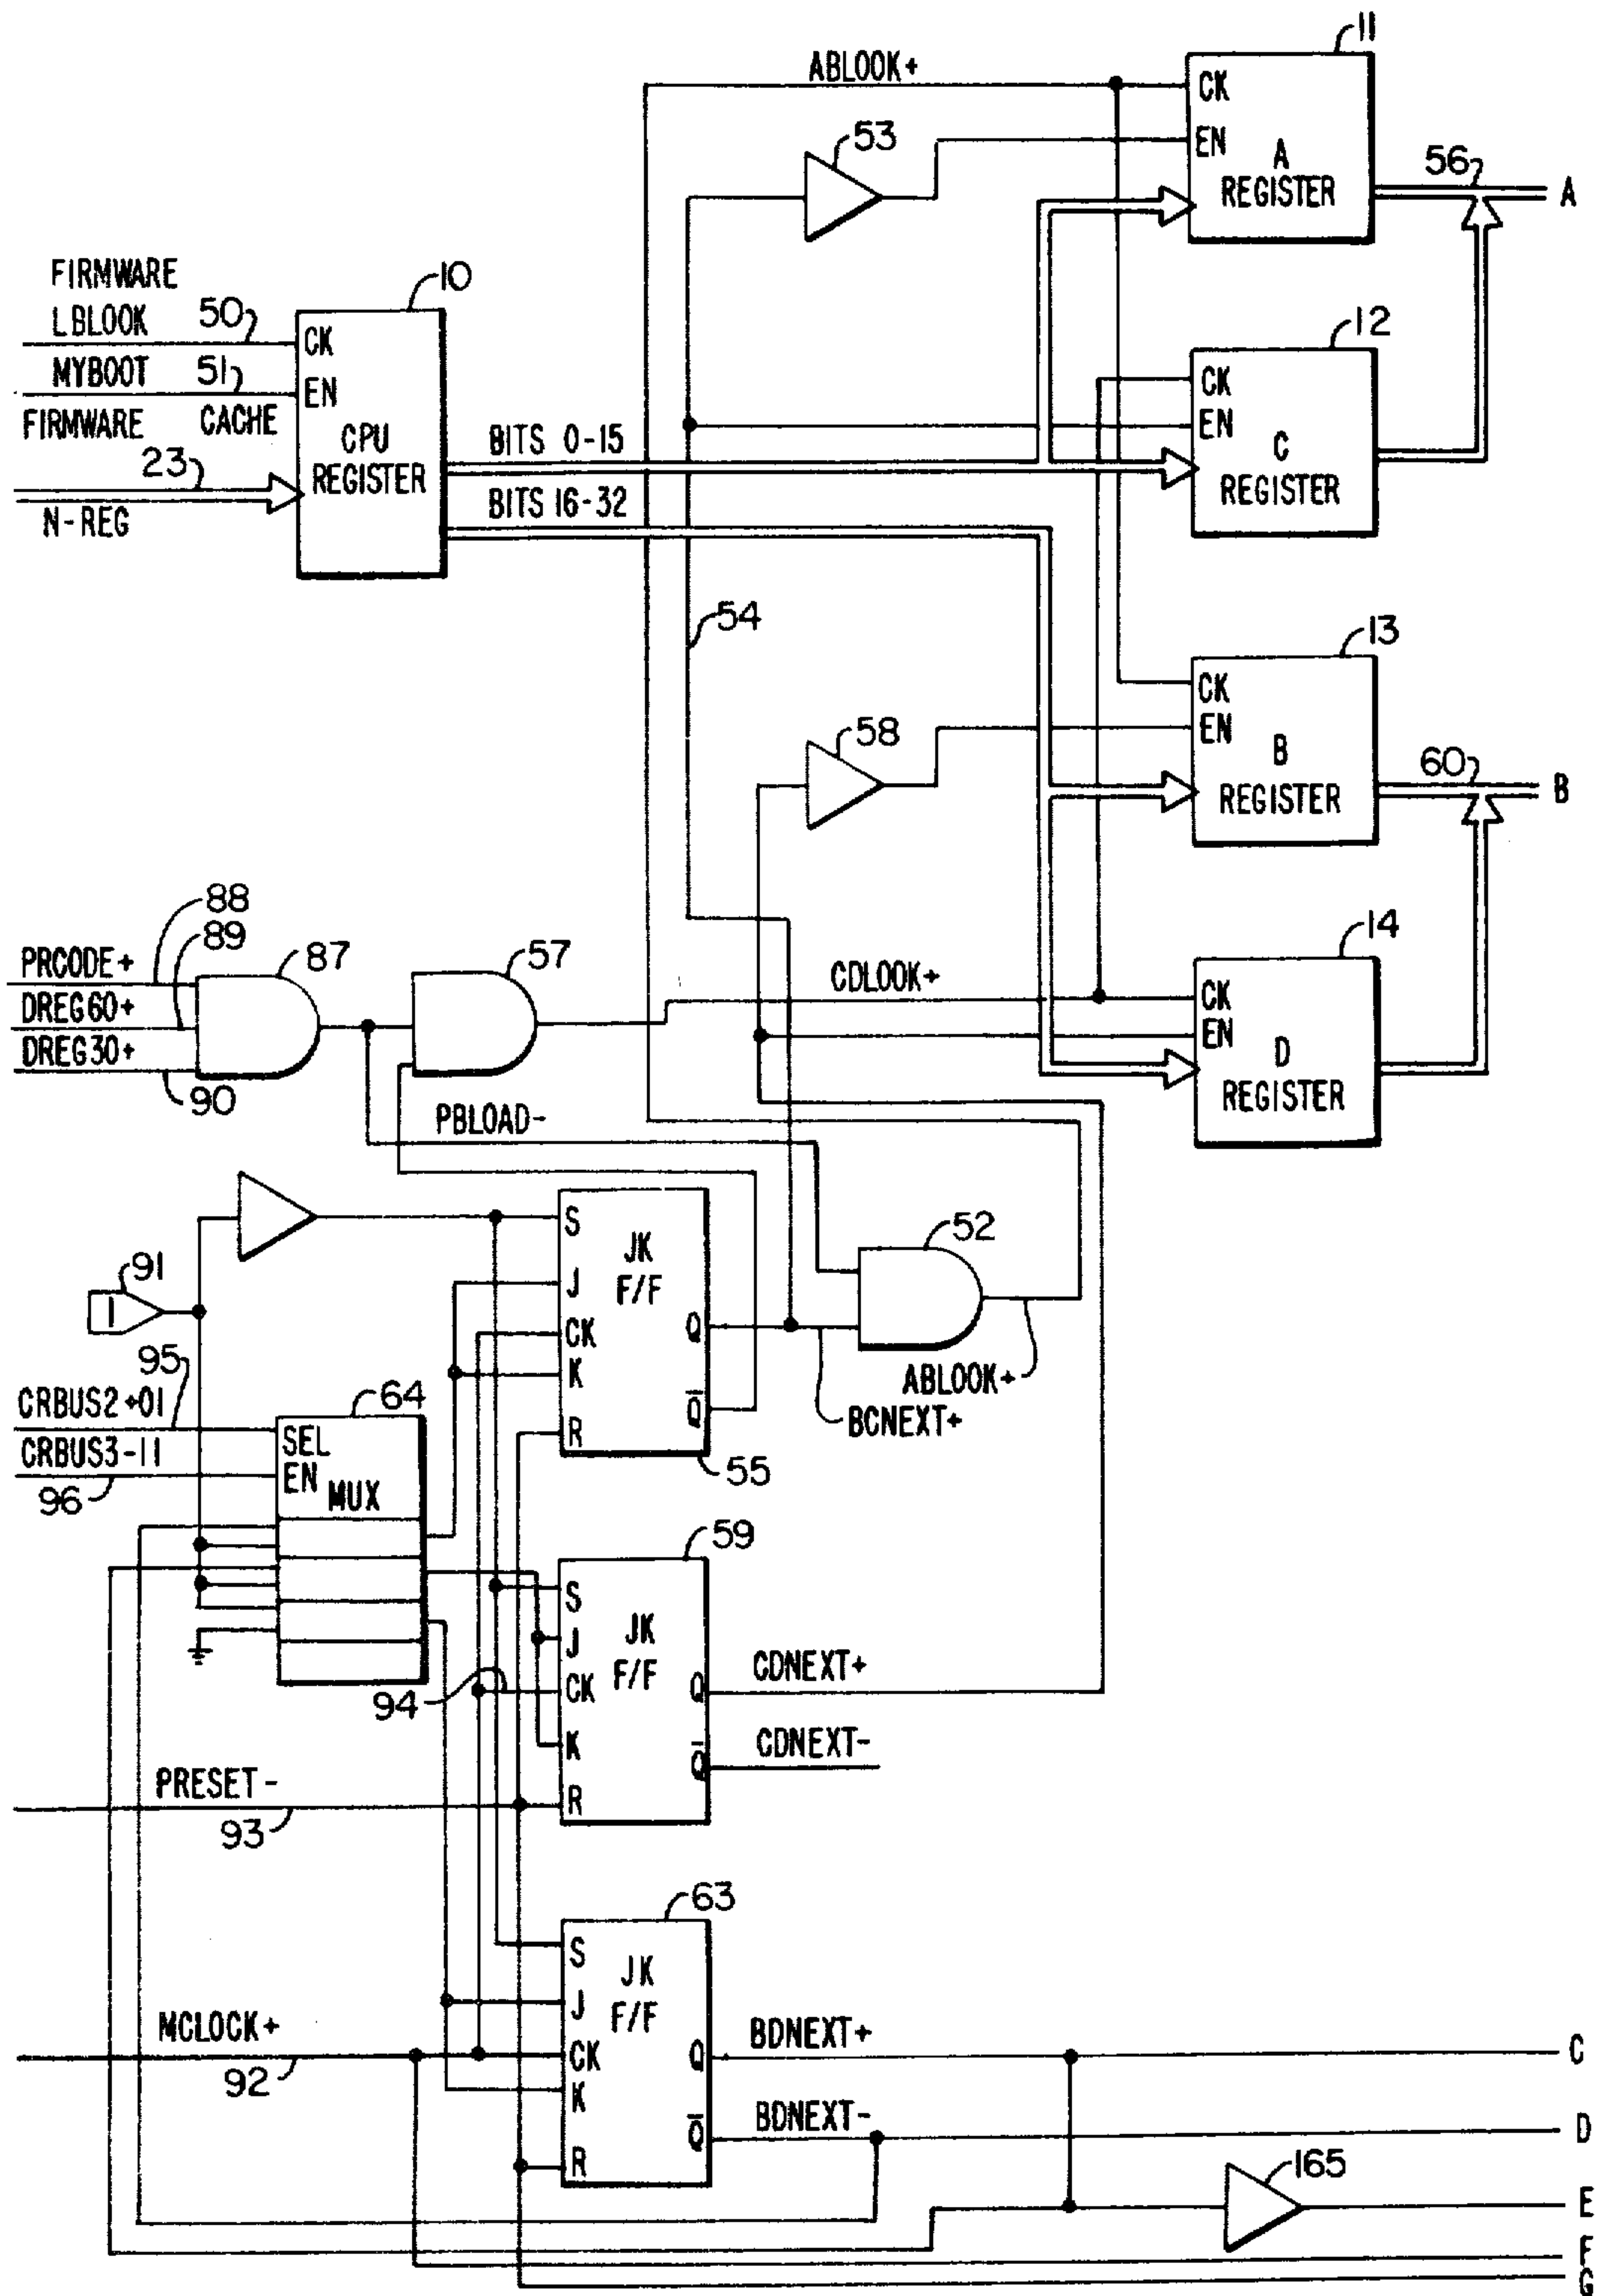 11
ABLOOK+
CK
EN
A
REGISTER
53
56
A
FIRMWARE
LBLOOK
50
10
CK
MYBOOT
51
EN
FIRMWARE
CACHE
CPU
REGISTER
23
N-REG
BITS 0-15
BITS 16-32
12
CK
EN
C
REGISTER
54
13
CK
EN
B
REGISTER
58
60
B
88
89
PRCODE+
87
57
DREG60+
DREG30+
90
CDLOOK+
14
CK
EN
D
REGISTER
PBLOAD-
S
JK
F/F
J
CK
K
R
Q
Q̅
55
52
ABLOOK+
BCNEXT+
91
1
95
CRBUS2+01
64
CRBUS3-11
96
SEL
EN
MUX
59
S
JK
F/F
J
CK
K
R
Q
Q̅
94
CDNEXT+
CDNEXT-
PRESET-
93
63
S
JK
F/F
J
CK
K
R
Q
Q̅
MCLOCK+
92
BDNEXT+
C
BDNEXT-
D
165
E
F
G